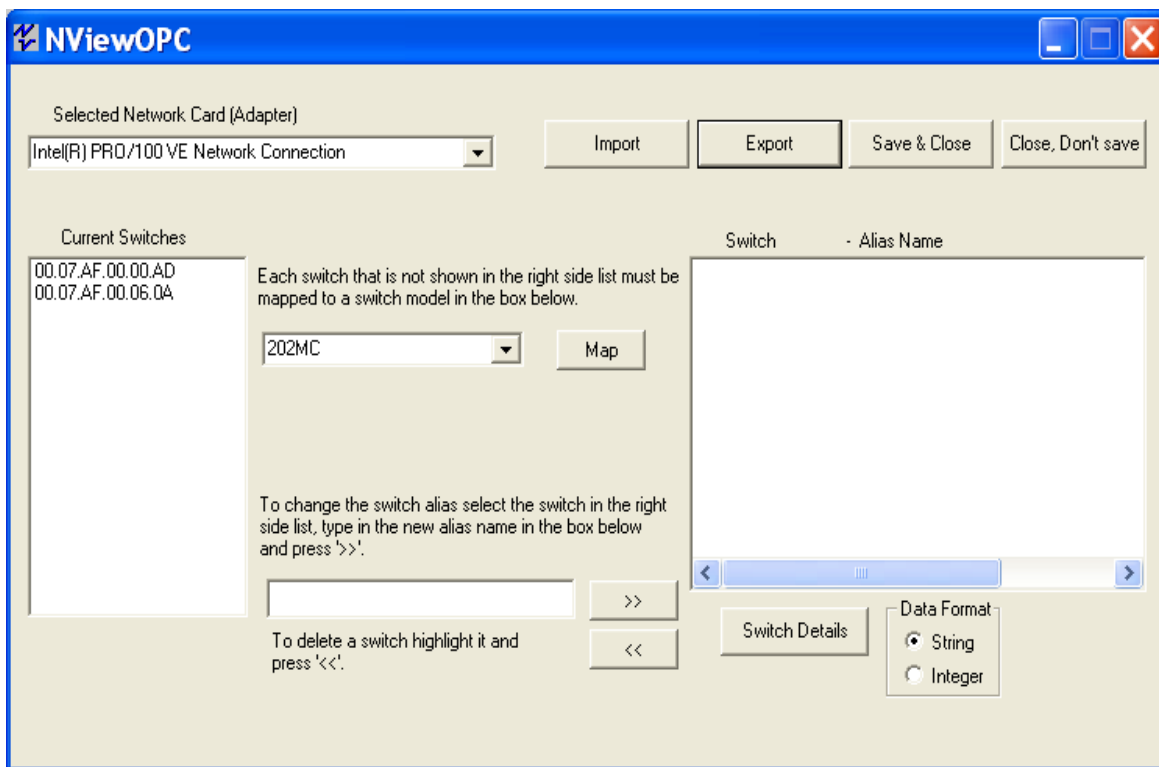 NViewOPC
Selected Network Card (Adapter)
Intel(R) PRO/100 VE Network Connection
Import
Export
Save & Close
Close, Don't save
Current Switches
00.07.AF.00.00.AD
00.07.AF.00.06.0A
Each switch that is not shown in the right side list must be
mapped to a switch model in the box below.
202MC
Map
To change the switch alias select the switch in the right
side list, type in the new alias name in the box below
and press '>>'.
>>
To delete a switch highlight it and
press '<<'.
<<
Switch - Alias Name
Switch Details
Data Format
String
Integer